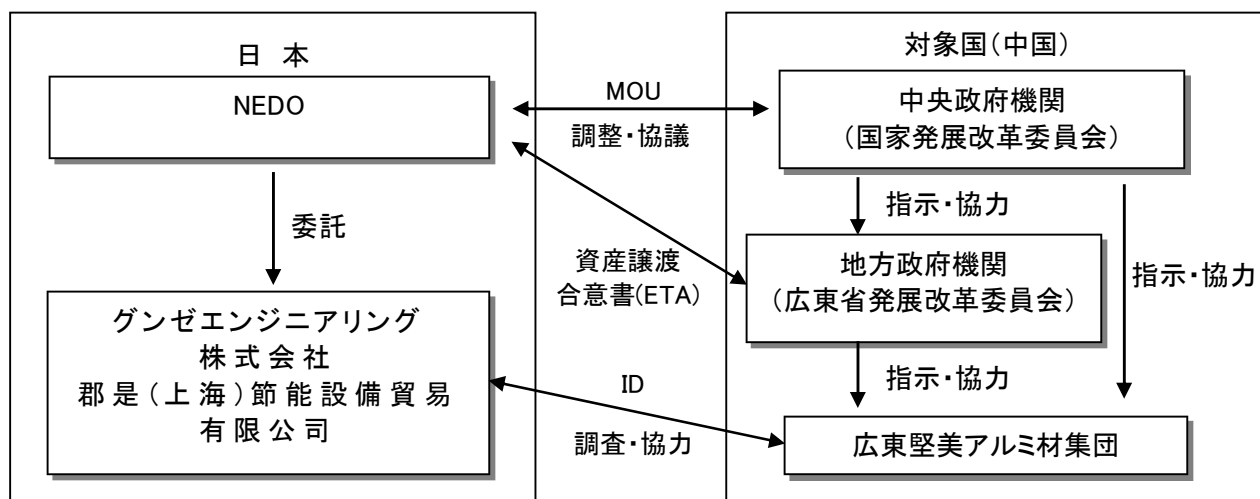 日 本
NEDO
委託
グンゼエンジニアリング
株 式 会 社
郡 是 ( 上 海 ) 節 能 設 備 貿 易
有 限 公 司
MOU
調整・協議
資産譲渡
合意書(ETA)
ID
調査・協力
対象国(中国)
中央政府機関
(国家発展改革委員会)
指示・協力
地方政府機関
(広東省発展改革委員会)
指示・協力
指示・協力
広東堅美アルミ材集団